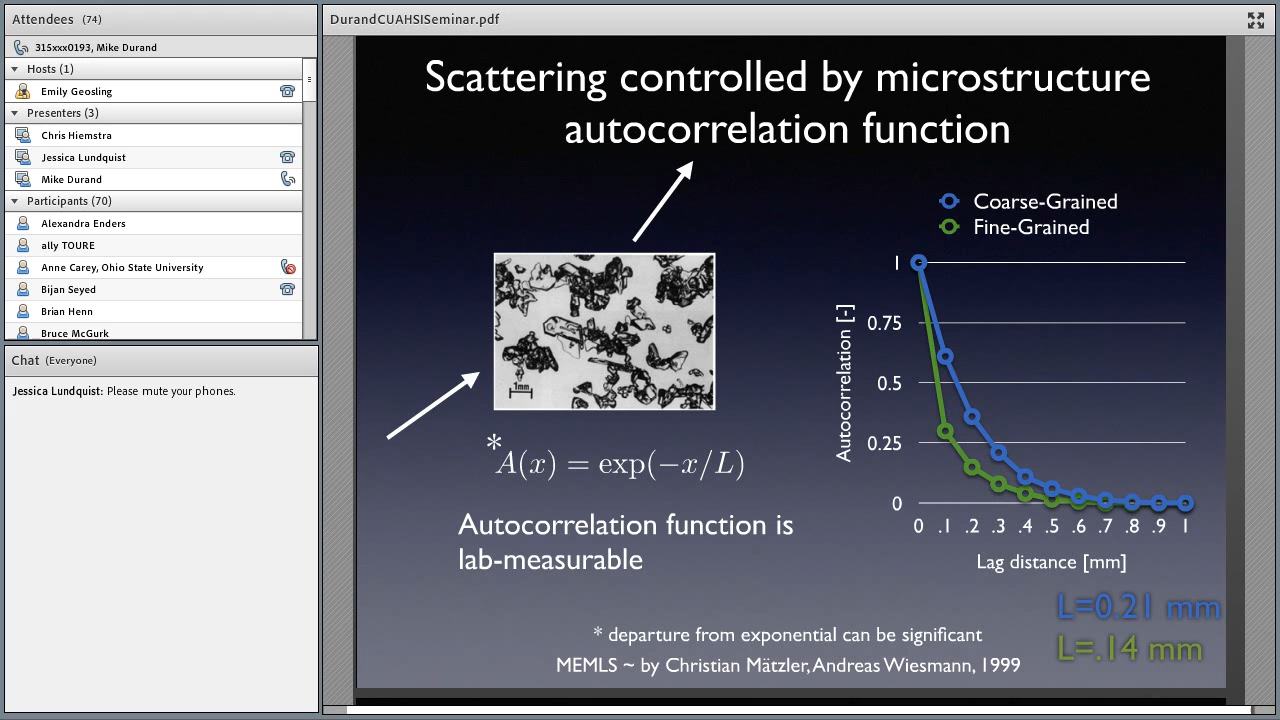 Attendees (74)
315xxx0193, Mike Durand
Hosts (1)
Emily Geosling
Presenters (3)
Chris Hiemstra
Jessica Lundquist
Mike Durand
Participants (70)
Alexandra Enders
ally TOURE
Anne Carey, Ohio State University
Bijan Seyed
Brian Henn
Bruce McGurk
Chat (Everyone)
Jessica Lundquist: Please mute your phones.
DurandCUAHSISeminar.pdf
Scattering controlled by microstructure
autocorrelation function
1mm
*A(x) = exp(−x/L)
Autocorrelation function is
lab-measurable
Coarse-Grained
Fine-Grained
Autocorrelation [-]
1
0.75
0.5
0.25
0
0 .1 .2 .3 .4 .5 .6 .7 .8 .9 1
Lag distance [mm]
L=0.21 mm
L=.14 mm
* departure from exponential can be significant
MEMLS ~ by Christian Mätzler, Andreas Wiesmann, 1999